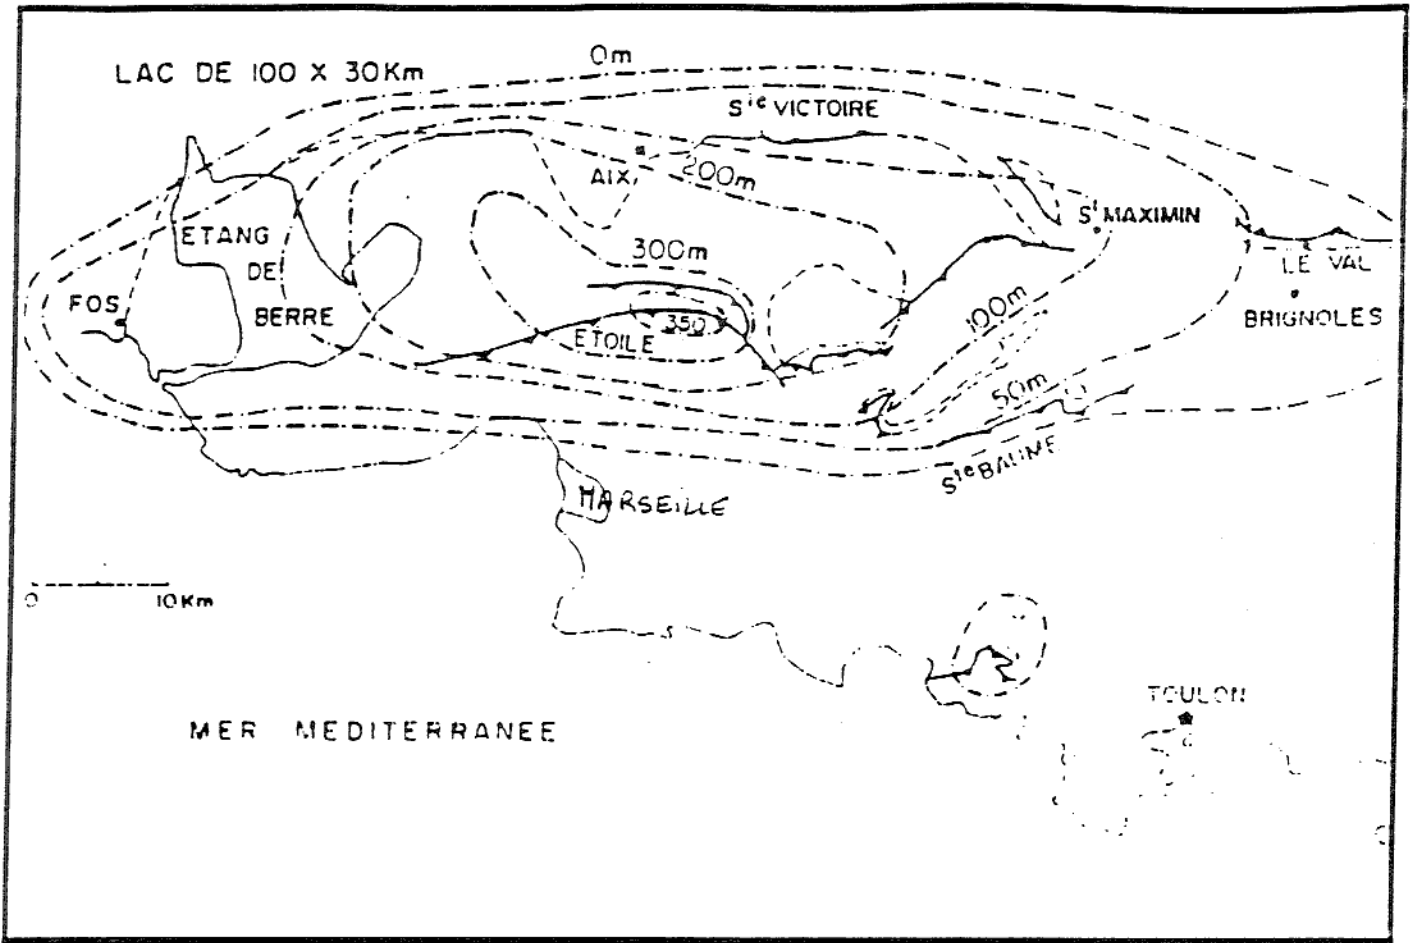 0m
LAC DE 100 X 30Km
Sie VICTOIRE
AIX
200m
St MAXIMIN
ETANG
DE
BERRE
300m
LE VAL
FOS
350
ETOILE
100m
BRIGNOLES
50m
Ste BAUME
MARSEILLE
0 10Km
TOULON
MER MEDITERRANEE